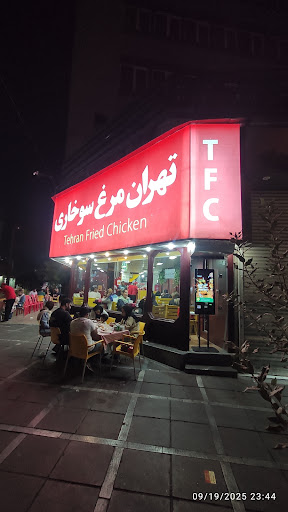 تهران مرغ سوخاری
Tehran Fried Chicken
TFC
09/19/2025 23:44